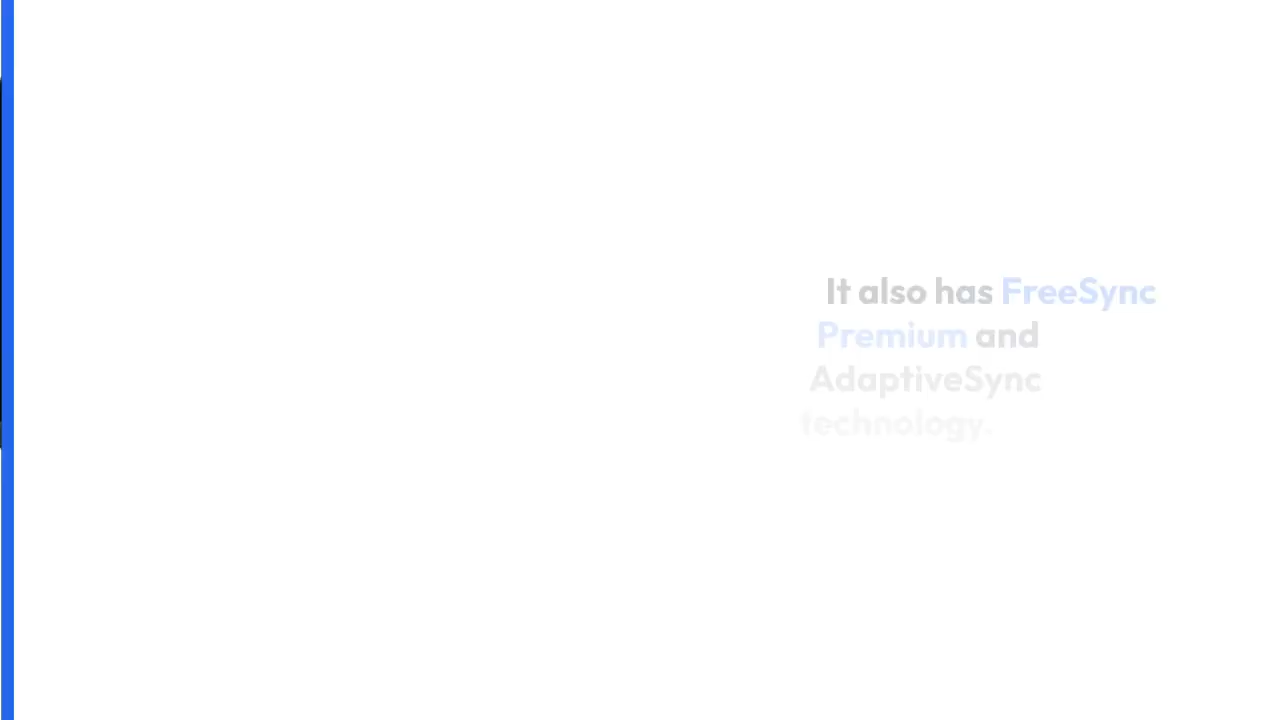 It also has FreeSync
Premium and
AdaptiveSync
technology.